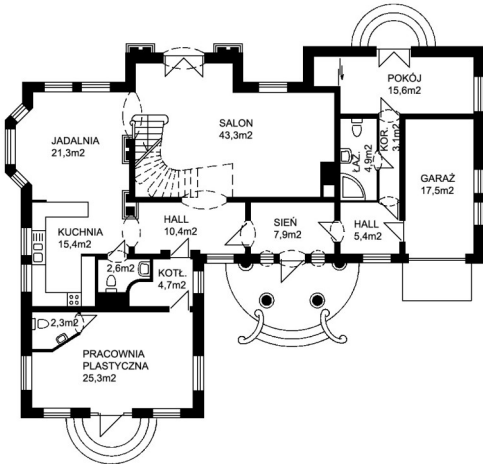 POKÓJ
15,6m2
JADALNIA
21,3m2
SALON
43,3m2
ŁAZ.
4,9m2
KOR.
3,1m2
GARAŻ
17,5m2
KUCHNIA
15,4m2
HALL
10,4m2
SIEŃ
7,9m2
HALL
5,4m2
2,6m2
KOTŁ.
4,7m2
2,3m2
PRACOWNIA
PLASTYCZNA
25,3m2